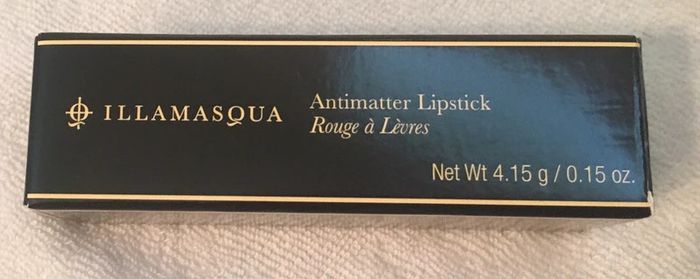 ILLAMASQUA
Antimatter Lipstick
Rouge à Lèvres
Net Wt 4.15 g / 0.15 oz.